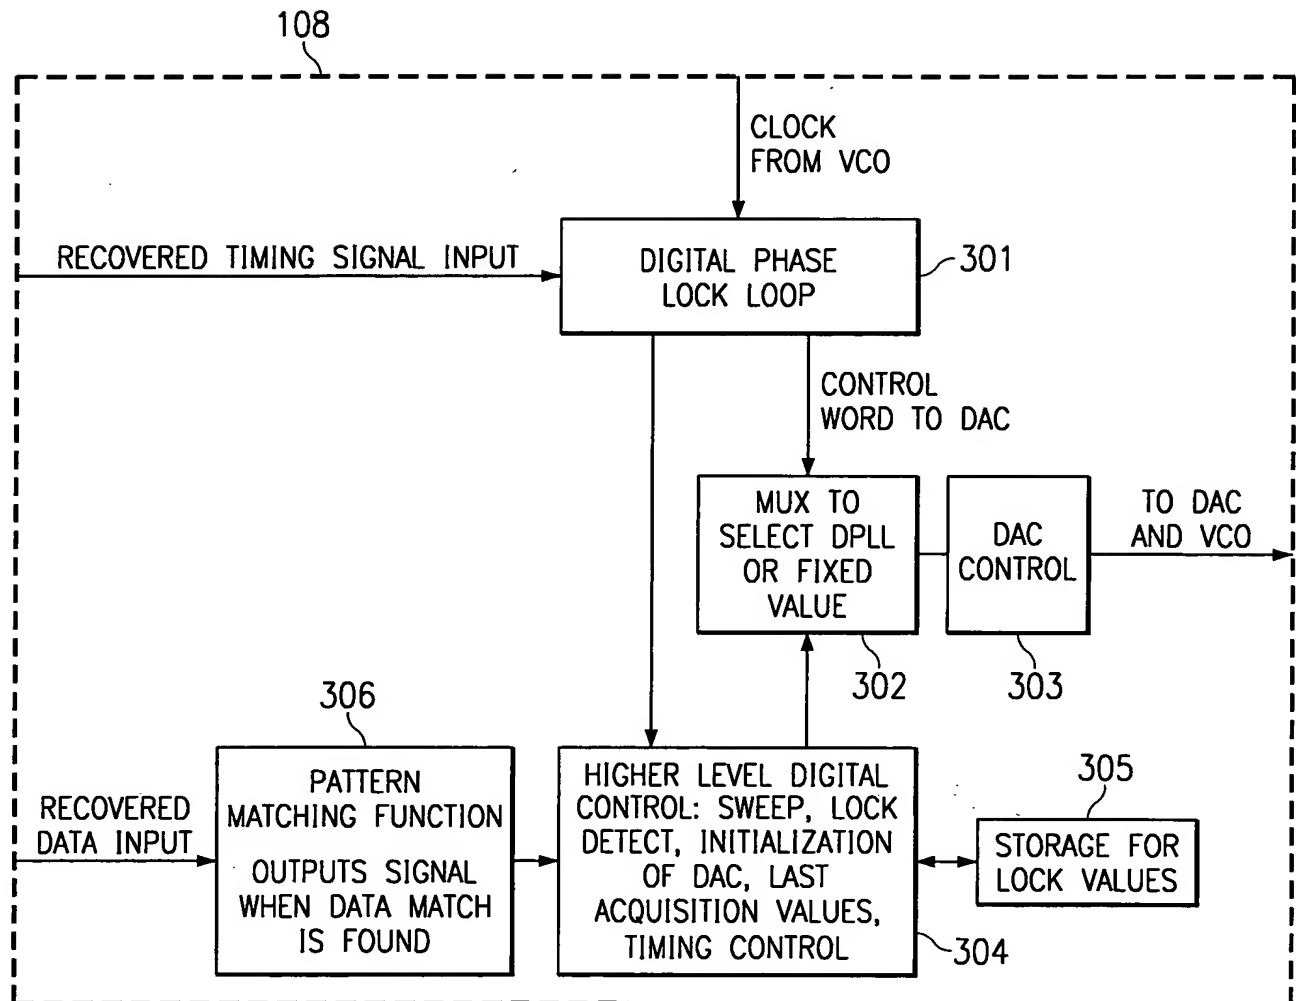 108
CLOCK
FROM VCO
RECOVERED TIMING SIGNAL INPUT
DIGITAL PHASE
LOCK LOOP
301
CONTROL
WORD TO DAC
MUX TO
SELECT DPLL
OR FIXED
VALUE
302
DAC
CONTROL
303
TO DAC
AND VCO
306
PATTERN
MATCHING FUNCTION
OUTPUTS SIGNAL
WHEN DATA MATCH
IS FOUND
RECOVERED
DATA INPUT
HIGHER LEVEL DIGITAL
CONTROL: SWEEP, LOCK
DETECT, INITIALIZATION
OF DAC, LAST
ACQUISITION VALUES,
TIMING CONTROL
304
305
STORAGE FOR
LOCK VALUES